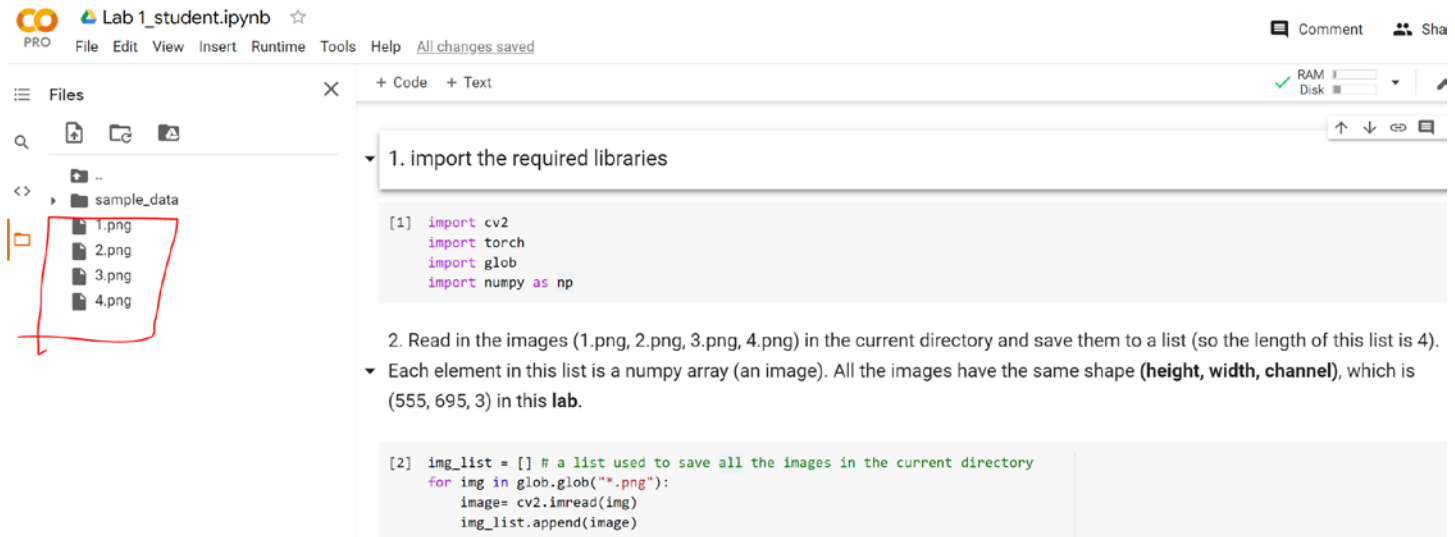 CO Lab 1_student.ipynb
PRO File Edit View Insert Runtime Tools Help All changes saved
Comment Shar
Files
+ Code + Text
RAM
Disk
..
sample_data
1.png
2.png
3.png
4.png
1. import the required libraries
[1] import cv2
import torch
import glob
import numpy as np
2. Read in the images (1.png, 2.png, 3.png, 4.png) in the current directory and save them to a list (so the length of this list is 4).
Each element in this list is a numpy array (an image). All the images have the same shape (height, width, channel), which is
(555, 695, 3) in this lab.
[2] img_list = [] # a list used to save all the images in the current directory
for img in glob.glob("*.png"):
image= cv2.imread(img)
img_list.append(image)